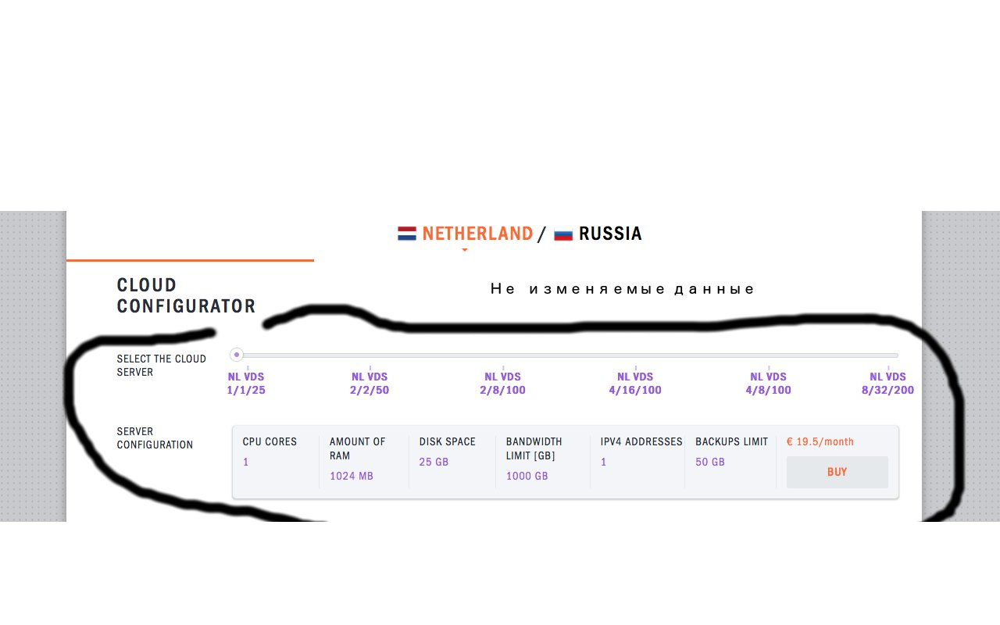 NETHERLAND / RUSSIA
CLOUD
CONFIGURATOR
Не изменяемые данные
SELECT THE CLOUD
SERVER
NL VDS
1/1/25
NL VDS
2/2/50
NL VDS
2/8/100
NL VDS
4/16/100
NL VDS
4/8/100
NL VDS
8/32/200
SERVER
CONFIGURATION
CPU CORES
1
AMOUNT OF
RAM
1024 MB
DISK SPACE
25 GB
BANDWIDTH
LIMIT [GB]
1000 GB
IPV4 ADDRESSES
1
BACKUPS LIMIT
50 GB
€ 19.5/month
BUY